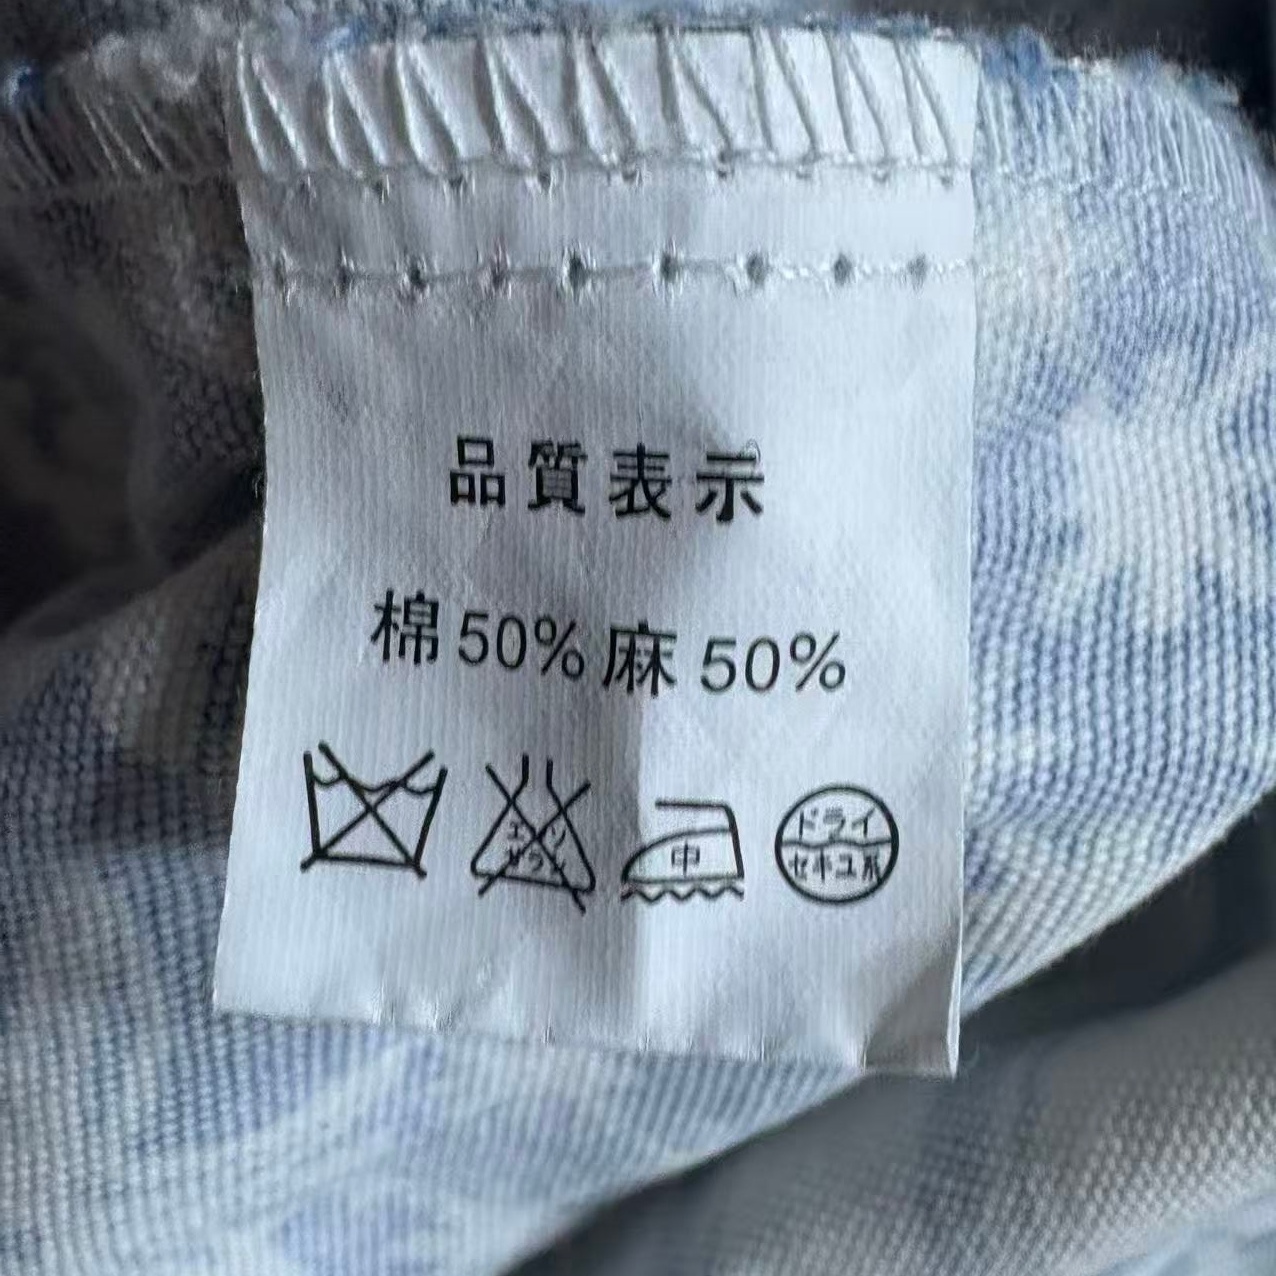 品質表示
棉50%麻50%
エンソ
サラシ
中
ドライ
セキユ系